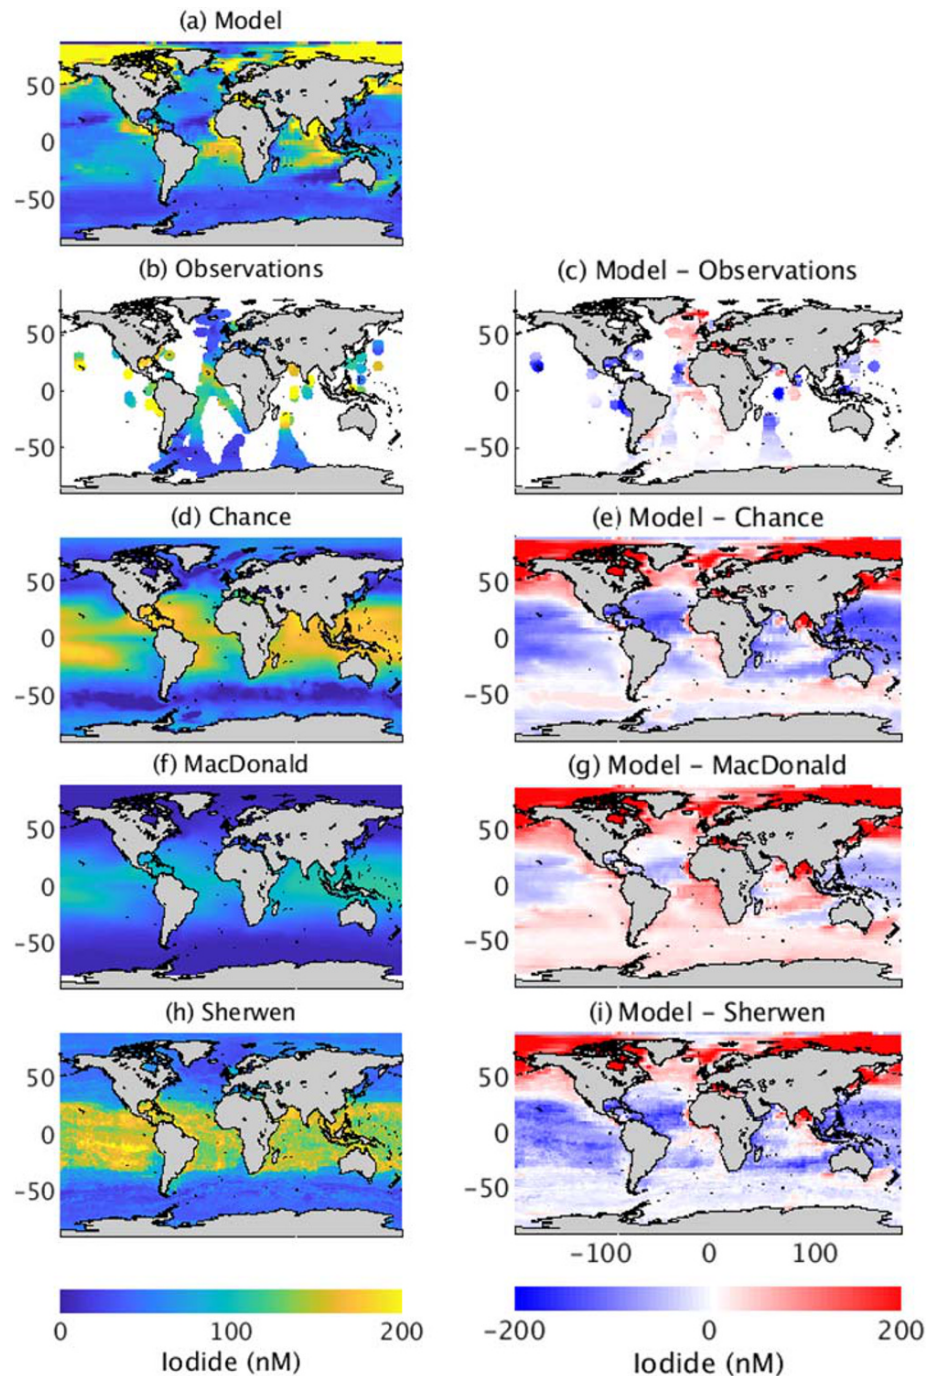 (a) Model
50
0
−50
(b) Observations
50
0
−50
(c) Model – Observations
50
0
−50
(d) Chance
50
0
−50
(e) Model – Chance
50
0
−50
(f) MacDonald
50
0
−50
(g) Model – MacDonald
50
0
−50
(h) Sherwen
50
0
−50
(i) Model – Sherwen
50
0
−50
−100 0 100
0 100 200
Iodide (nM)
−200 0 200
Iodide (nM)